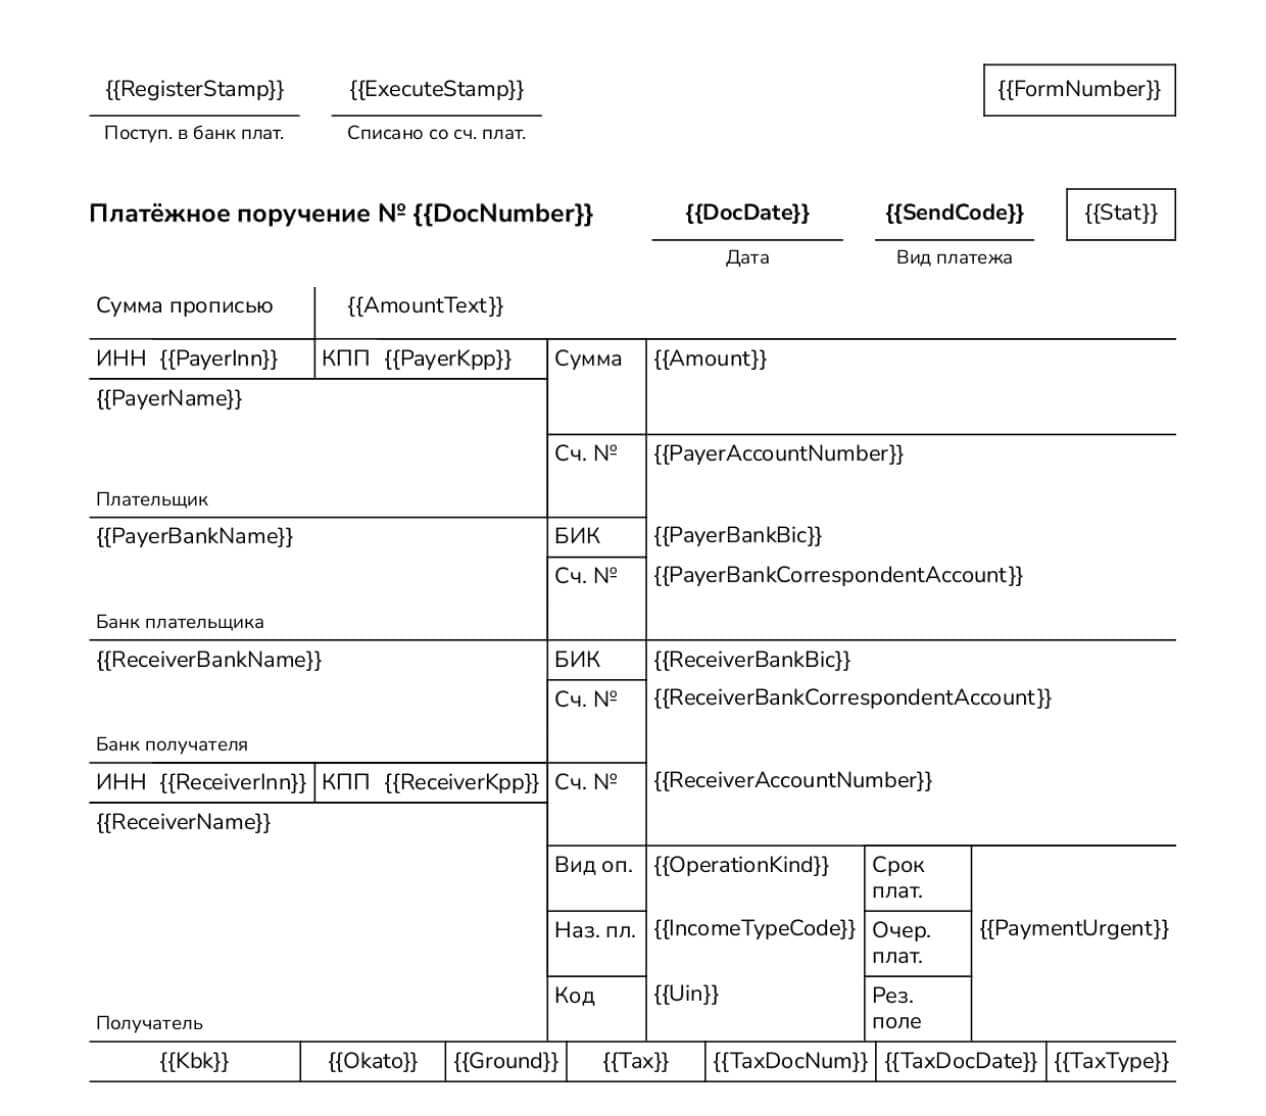 {{RegisterStamp}} {{ExecuteStamp}} {{FormNumber}}
Поступ. в банк плат. Списано со сч. плат.
Платёжное поручение № {{DocNumber}} {{DocDate}} {{SendCode}} {{Stat}}
Дата Вид платежа
Сумма прописью {{AmountText}}
ИНН {{PayerInn}} КПП {{PayerKpp}} Сумма {{Amount}}
{{PayerName}}
Сч. № {{PayerAccountNumber}}
Плательщик
{{PayerBankName}} БИК {{PayerBankBic}}
Сч. № {{PayerBankCorrespondentAccount}}
Банк плательщика
{{ReceiverBankName}} БИК {{ReceiverBankBic}}
Сч. № {{ReceiverBankCorrespondentAccount}}
Банк получателя
ИНН {{ReceiverInn}} КПП {{ReceiverKpp}} Сч. № {{ReceiverAccountNumber}}
{{ReceiverName}}
Вид оп. {{OperationKind}} Срок
плат.
Наз. пл. {{IncomeTypeCode}} Очер. {{PaymentUrgent}}
плат.
Код {{Uin}} Рез.
поле
Получатель
{{Kbk}} {{Okato}} {{Ground}} {{Tax}} {{TaxDocNum}} {{TaxDocDate}} {{TaxType}}